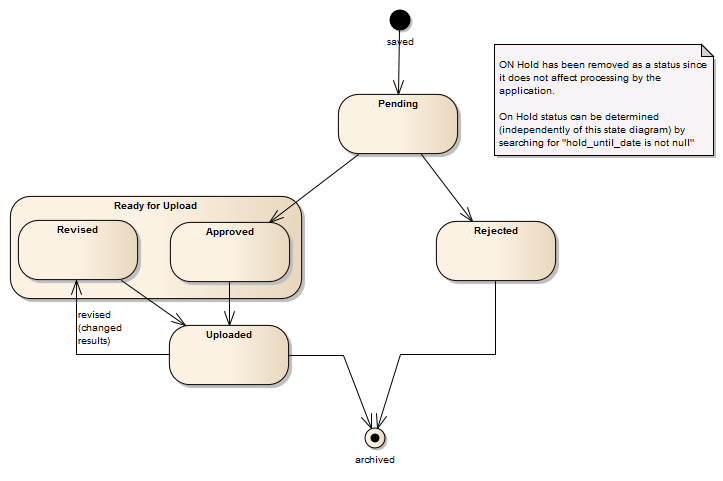 saved
ON Hold has been removed as a status since
it does not affect processing by the
application.
On Hold status can be determined
(independently of this state diagram) by
searching for "hold_until_date is not null"
Pending
Ready for Upload
Revised
Approved
Rejected
revised
(changed
results)
Uploaded
archived